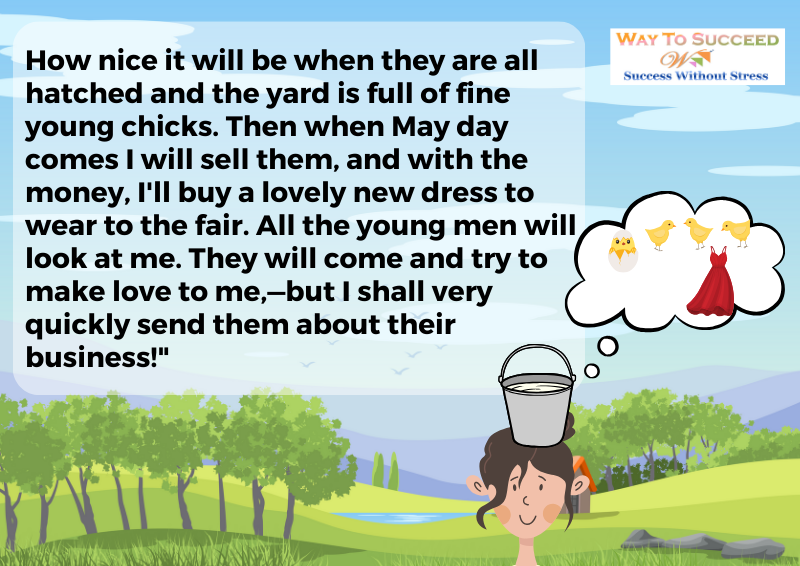 How nice it will be when they are all
hatched and the yard is full of fine
young chicks. Then when May day
comes I will sell them, and with the
money, I'll buy a lovely new dress to
wear to the fair. All the young men will
look at me. They will come and try to
make love to me,—but I shall very
quickly send them about their
business!"
WAY TO SUCCEED
Success Without Stress